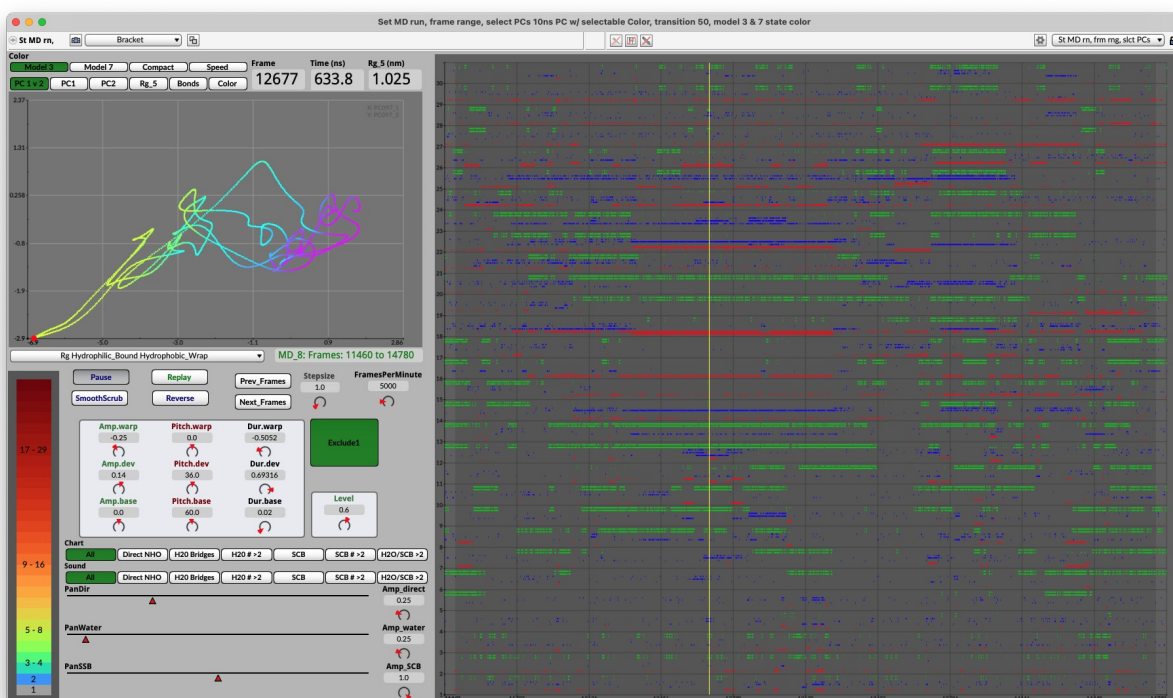 Set MD run, frame range, select PCs 10ns PC w/ selectable Color, transition 50, model 3 & 7 state color
St MD rn,
Bracket
St MD rn, frm rng, slct PCs
Color
Model 3 Model 7 Compact Speed
PC 1 v 2 PC1 PC2 Rg_5 Bonds Color
Frame Time (ns) Rg_5 (nm)
12677 633.8 1.025
2.37
1.31
0.258
-0.8
-1.9
-2.9
-6.9 -5.0 -3.0 -1.1 0.9 2.86
Rg Hydrophilic_Bound Hydrophobic_Wrap
MD_8: Frames: 11460 to 14780
Pause Replay Prev_Frames Stepsize FramesPerMinute
1.0 5000
SmoothScrub Reverse Next_Frames
Amp.warp Pitch.warp Dur.warp
-0.25 0.0 -0.5052
Exclude1
Amp.dev Pitch.dev Dur.dev
0.14 36.0 0.69316
Amp.base Pitch.base Dur.base
0.0 60.0 0.02
Level
0.6
Chart
All Direct NHO H20 Bridges H20 # >2 SCB SCB # >2 H2O/SCB >2
Sound
All Direct NHO H20 Bridges H20 # >2 SCB SCB # >2 H2O/SCB >2
PanDir Amp_direct
0.25
PanWater Amp_water
0.25
PanSSB Amp_SCB
1.0
17 - 29
9 - 16
5 - 8
3 - 4
2
1
30
29
28
27
26
25
24
23
22
21
20
19
18
17
16
15
14
13
12
11
10
9
8
7
6
5
4
3
2
1